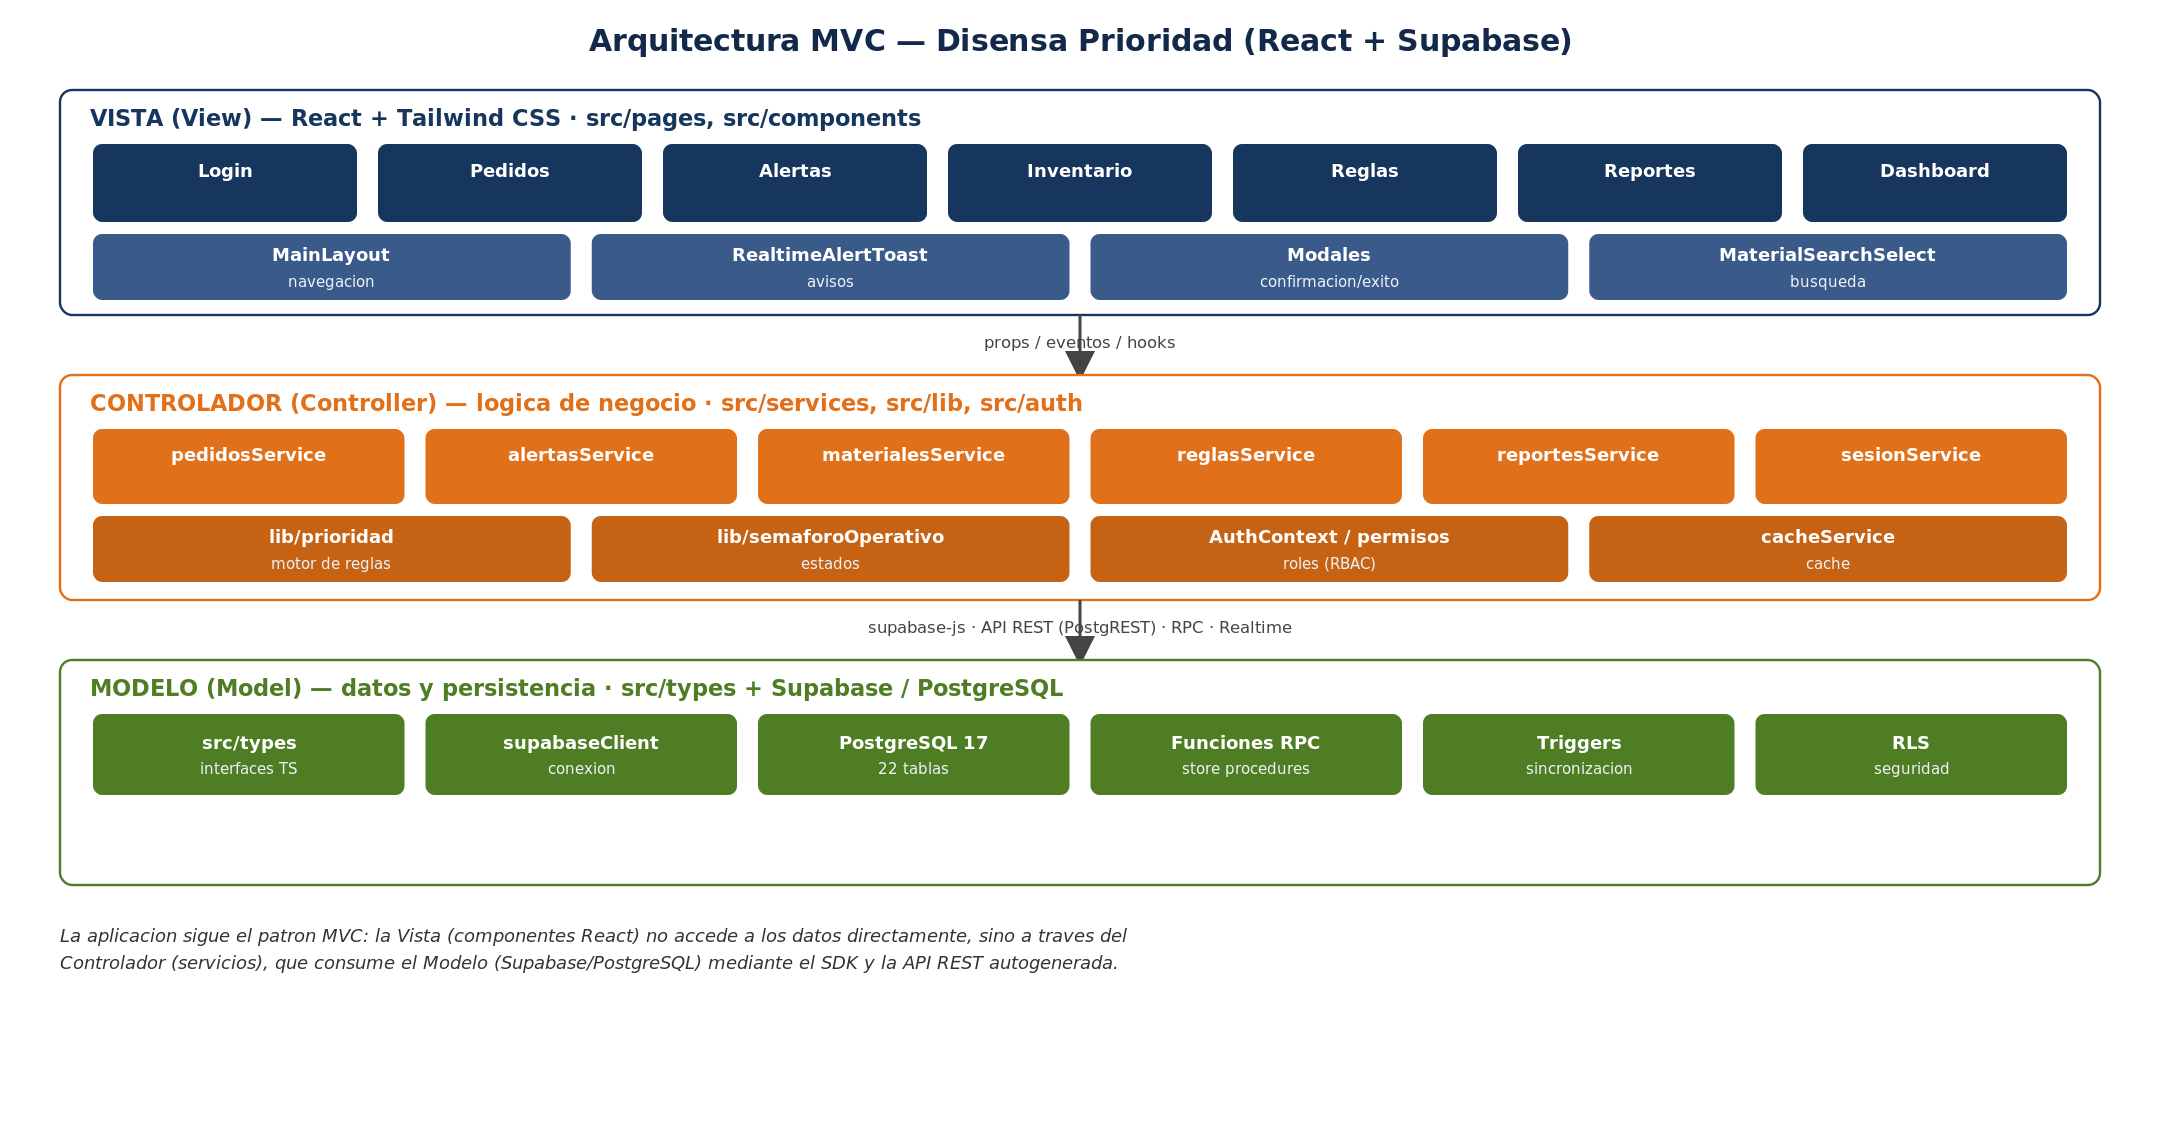 Arquitectura MVC — Disensa Prioridad (React + Supabase)
VISTA (View) — React + Tailwind CSS · src/pages, src/components
Login
Pedidos
Alertas
Inventario
Reglas
Reportes
Dashboard
MainLayout
navegacion
RealtimeAlertToast
avisos
Modales
confirmacion/exito
MaterialSearchSelect
busqueda
props / eventos / hooks
CONTROLADOR (Controller) — logica de negocio · src/services, src/lib, src/auth
pedidosService
alertasService
materialesService
reglasService
reportesService
sesionService
lib/prioridad
motor de reglas
lib/semaforoOperativo
estados
AuthContext / permisos
roles (RBAC)
cacheService
cache
supabase-js · API REST (PostgREST) · RPC · Realtime
MODELO (Model) — datos y persistencia · src/types + Supabase / PostgreSQL
src/types
interfaces TS
supabaseClient
conexion
PostgreSQL 17
22 tablas
Funciones RPC
store procedures
Triggers
sincronizacion
RLS
seguridad
La aplicacion sigue el patron MVC: la Vista (componentes React) no accede a los datos directamente, sino a traves del
Controlador (servicios), que consume el Modelo (Supabase/PostgreSQL) mediante el SDK y la API REST autogenerada.